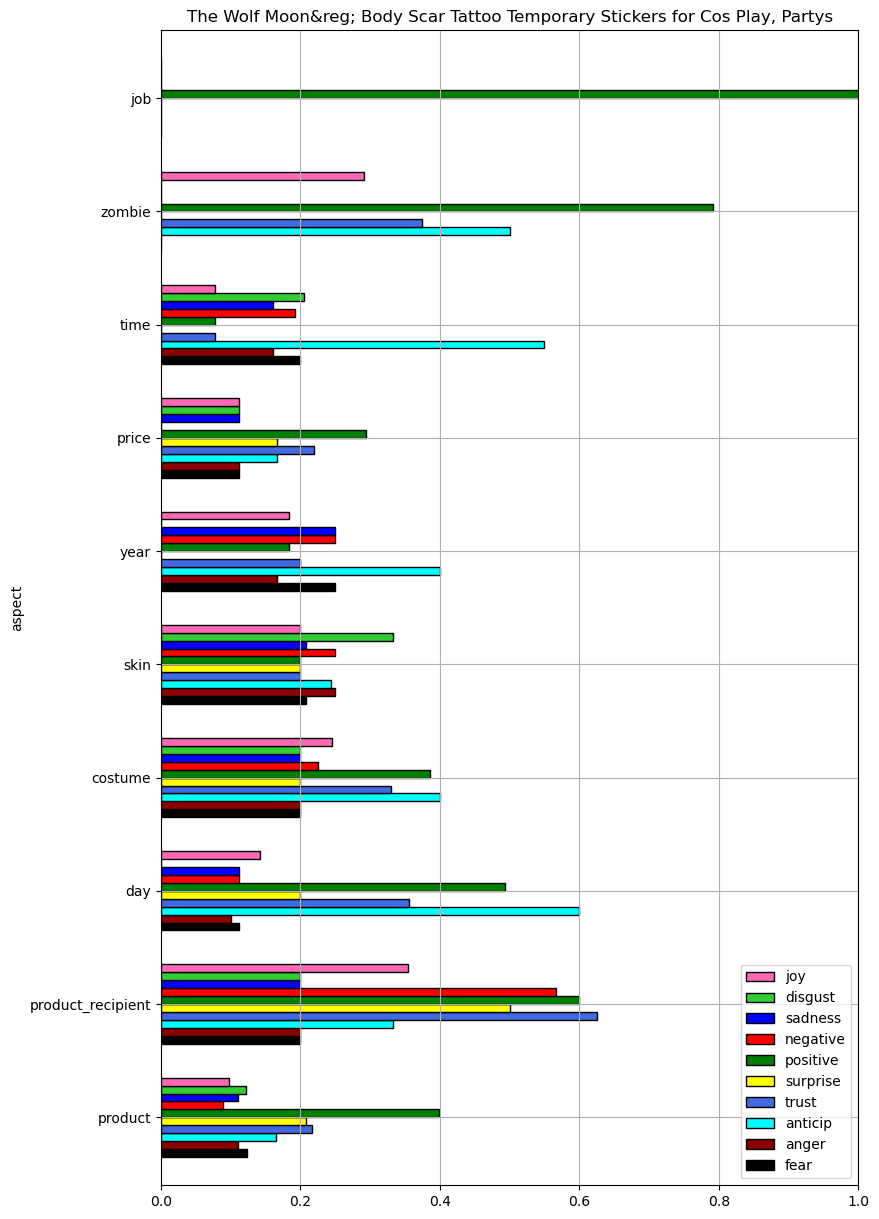 The Wolf Moon&reg; Body Scar Tattoo Temporary Stickers for Cos Play, Partys
job
zombie
time
price
year
skin
costume
day
product_recipient
product
aspect
joy
disgust
sadness
negative
positive
surprise
trust
anticip
anger
fear
0.0 0.2 0.4 0.6 0.8 1.0